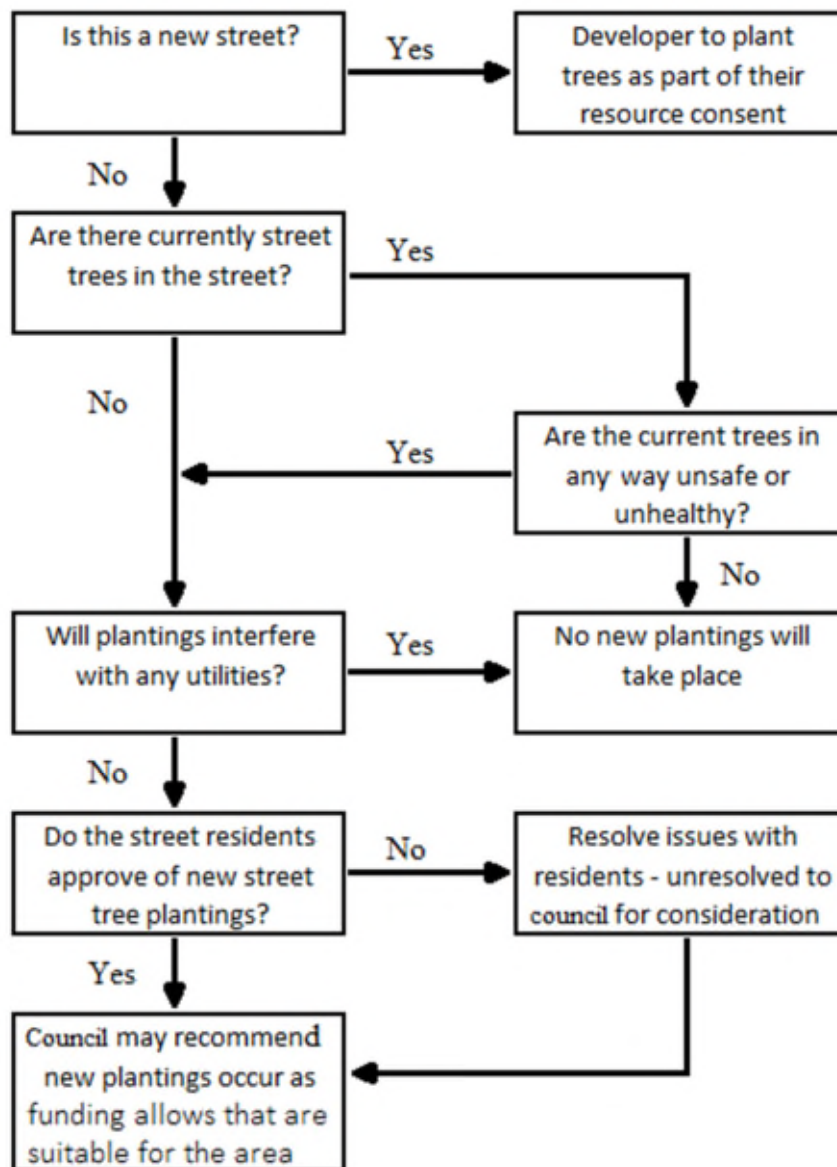 Is this a new street?
Yes
Developer to plant
trees as part of their
resource consent
No
Are there currently street
trees in the street?
Yes
No
Are the current trees in
any way unsafe or
unhealthy?
Yes
No
Will plantings interfere
with any utilities?
Yes
No new plantings will
take place
No
Do the street residents
approve of new street
tree plantings?
No
Resolve issues with
residents - unresolved to
council for consideration
Yes
Council may recommend
new plantings occur as
funding allows that are
suitable for the area